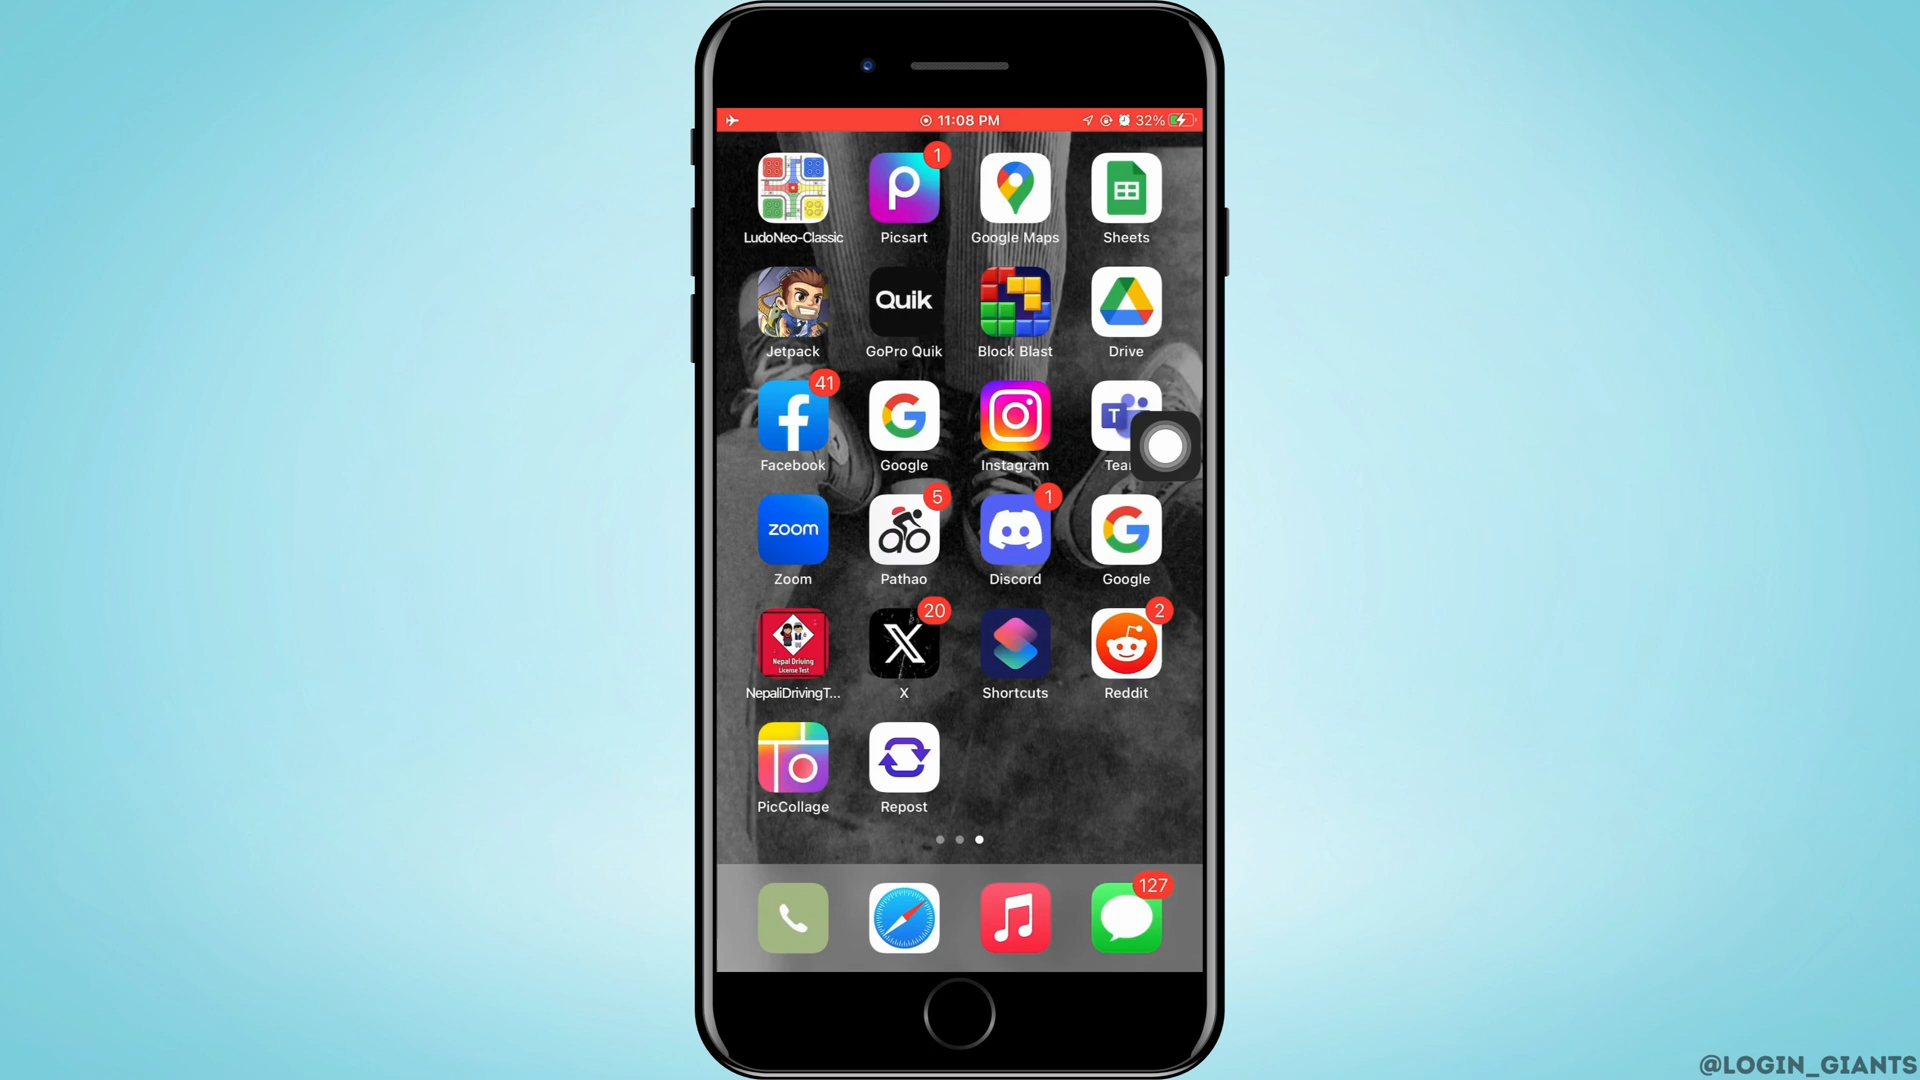 11:08 PM 32%
1
LudoNeo-Classic Picsart Google Maps Sheets
Quik
Jetpack GoPro Quik Block Blast Drive
41
T
Facebook Google Instagram Tea
5 1
zoom
Zoom Pathao Discord Google
20 2
Nepal Driving
License Test
NepaliDrivingT... X Shortcuts Reddit
PicCollage Repost
127
@LOGIN_GIANTS